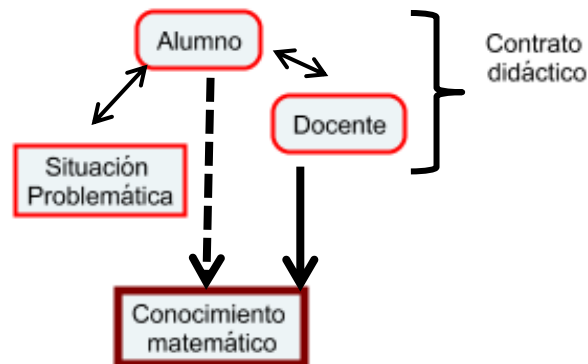 Alumno
Contrato
didáctico
Docente
Situación
Problemática
Conocimiento
matemático